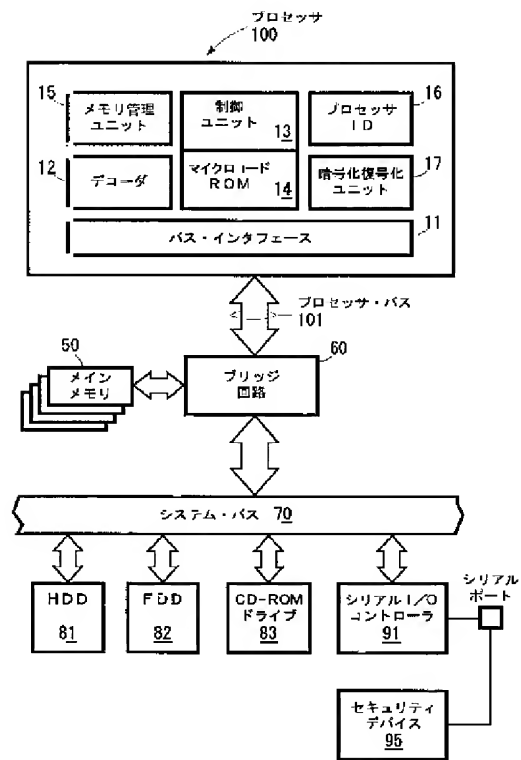 プロセッサ
100
15
メモリ管理
ユニット
制御
ユニット
13
16
プロセッサ
ID
12
デコーダ
マイクロコード
ROM
14
17
暗号化復号化
ユニット
11
バス・インタフェース
プロセッサ・バス
101
50
メイン
メモリ
60
ブリッジ
回路
システム・バス 70
HDD
81
FDD
82
CD-ROM
ドライブ
83
シリアル I/O
コントローラ
91
シリアル
ポート
セキュリティ
デバイス
95